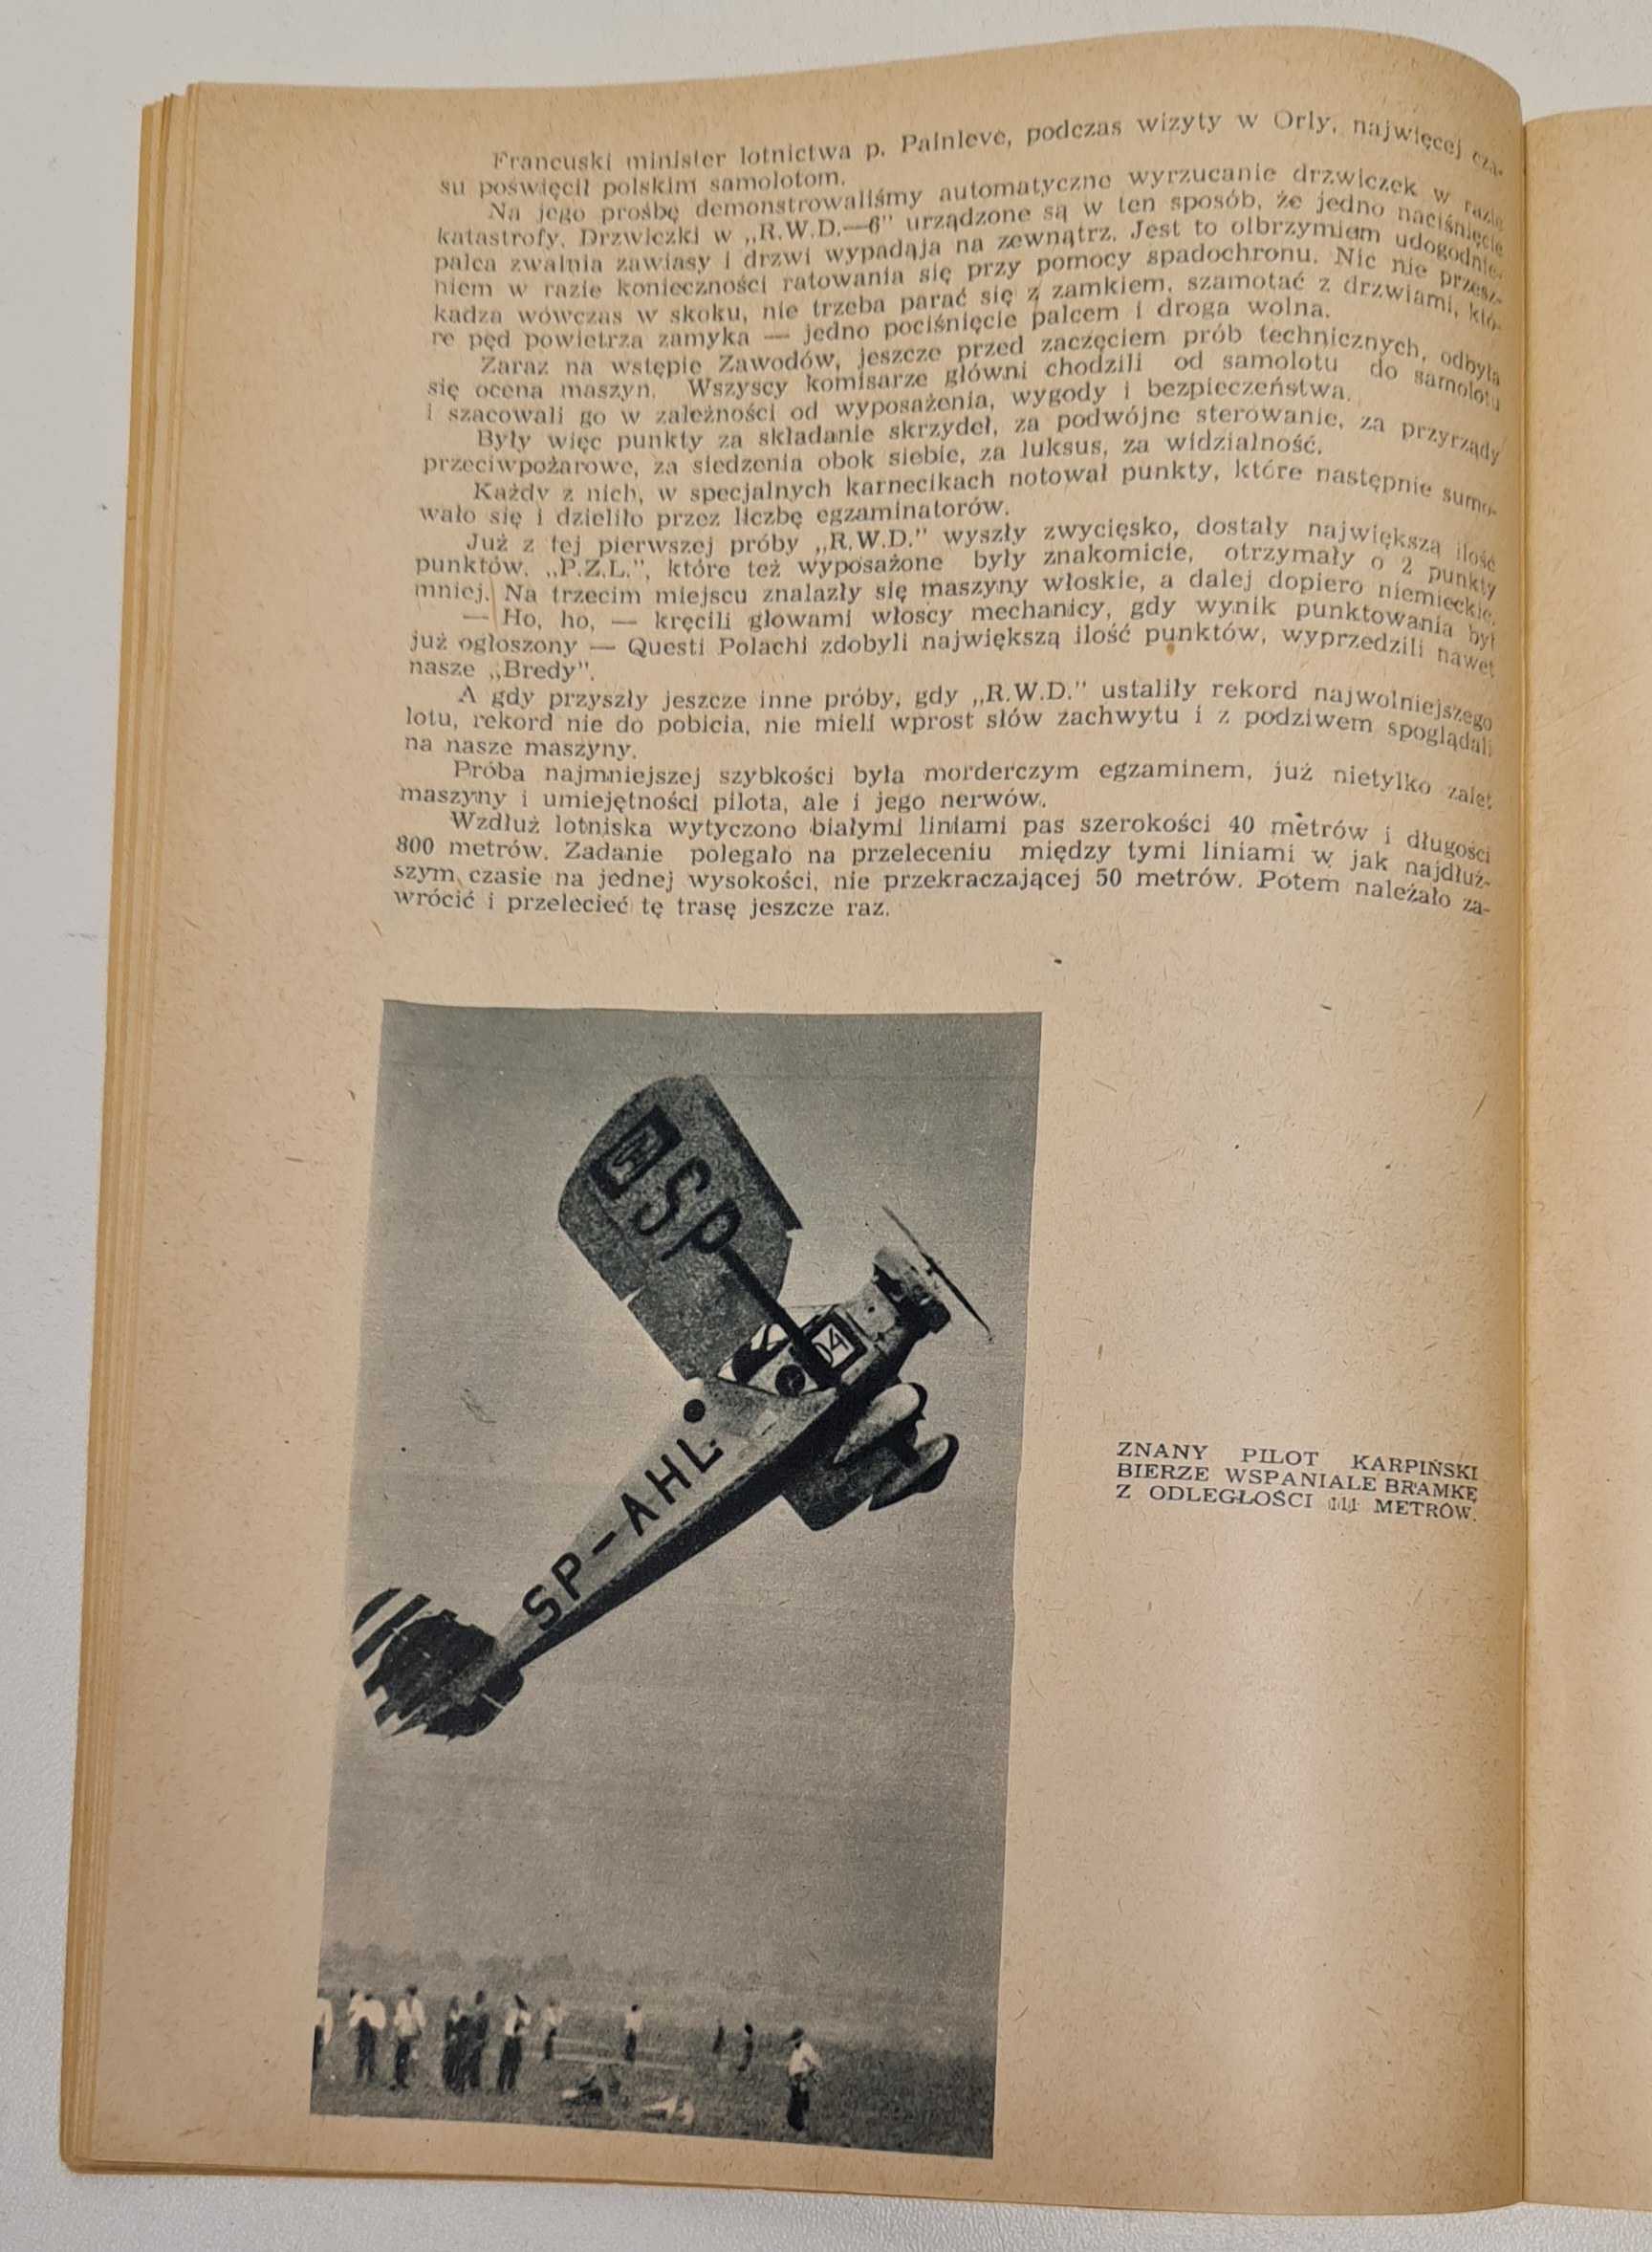 Francuski minister lotnictwa p. Painleve, podczas wizyty w Orly, najwięcej cza-
su poświęcił polskim samolotom.
Na jego prośbę demonstrowaliśmy automatyczne wyrzucanie drzwiczek w razie
katastrofy. Drzwiczki w „R.W.D.—6” urządzone są w ten sposób, że jedno naciśnięcie
palca zwalnia zawiasy i drzwi wypadają na zewnątrz. Jest to olbrzymiem udogodnie-
niem w razie konieczności ratowania się przy pomocy spadochronu. Nic nie przesz-
kadza wówczas w skoku, nie trzeba parać się z zamkiem, szamotać z drzwiami, któ-
re pęd powietrza zamyka — jedno pociśnięcie palcem i droga wolna.
Zaraz na wstępie Zawodów, jeszcze przed zaczęciem prób technicznych, odbyła
się ocena maszyn. Wszyscy komisarze główni chodzili od samolotu do samolotu
i szacowali go w zależności od wyposażenia, wygody i bezpieczeństwa.
Były więc punkty za składanie skrzydeł, za podwójne sterowanie, za przyrządy
przeciwpożarowe, za siedzenia obok siebie, za luksus, za widzialność.
Każdy z nich, w specjalnych karnecikach notował punkty, które następnie sumo-
wało się i dzieliło przez liczbę egzaminatorów.
Już z tej pierwszej próby „R.W.D.” wyszły zwycięsko, dostały największą ilość
punktów. „P.Z.L.”, które też wyposażone były znakomicie, otrzymały o 2 punkty
mniej. Na trzecim miejscu znalazły się maszyny włoskie, a dalej dopiero niemieckie.
— Ho, ho, — kręcili głowami włoscy mechanicy, gdy wynik punktowania był
już ogłoszony — Questi Polachi zdobyli największą ilość punktów, wyprzedzili nawet
nasze „Bredy”.
A gdy przyszły jeszcze inne próby, gdy „R.W.D.” ustaliły rekord najwolniejszego
lotu, rekord nie do pobicia, nie mieli wprost słów zachwytu i z podziwem spoglądali
na nasze maszyny.
Próba najmniejszej szybkości była morderczym egzaminem, już nietylko zalet
maszyny i umiejętności pilota, ale i jego nerwów.
Wzdłuż lotniska wytyczono białymi liniami pas szerokości 40 metrów i długości
800 metrów. Zadanie polegało na przeleceniu między tymi liniami w jak najdłuż-
szym czasie na jednej wysokości, nie przekraczającej 50 metrów. Potem należało za-
wrócić i przelecieć tę trasę jeszcze raz.
SP
O4
SP-AHL
ZNANY PILOT KARPIŃSKI
BIERZE WSPANIALE BRAMKĘ
Z ODLEGŁOŚCI 111 METRÓW.